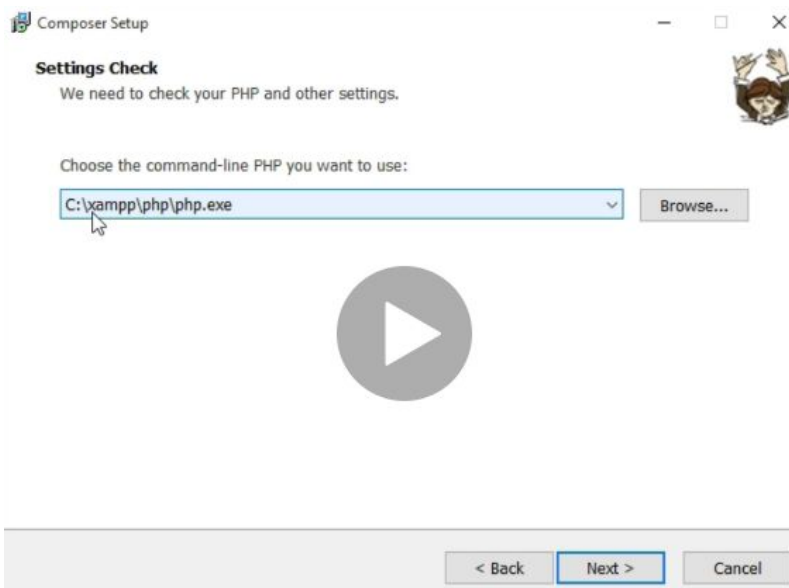 Composer Setup
Settings Check
We need to check your PHP and other settings.
Choose the command-line PHP you want to use:
C:\xampp\php\php.exe
Browse...
< Back
Next >
Cancel